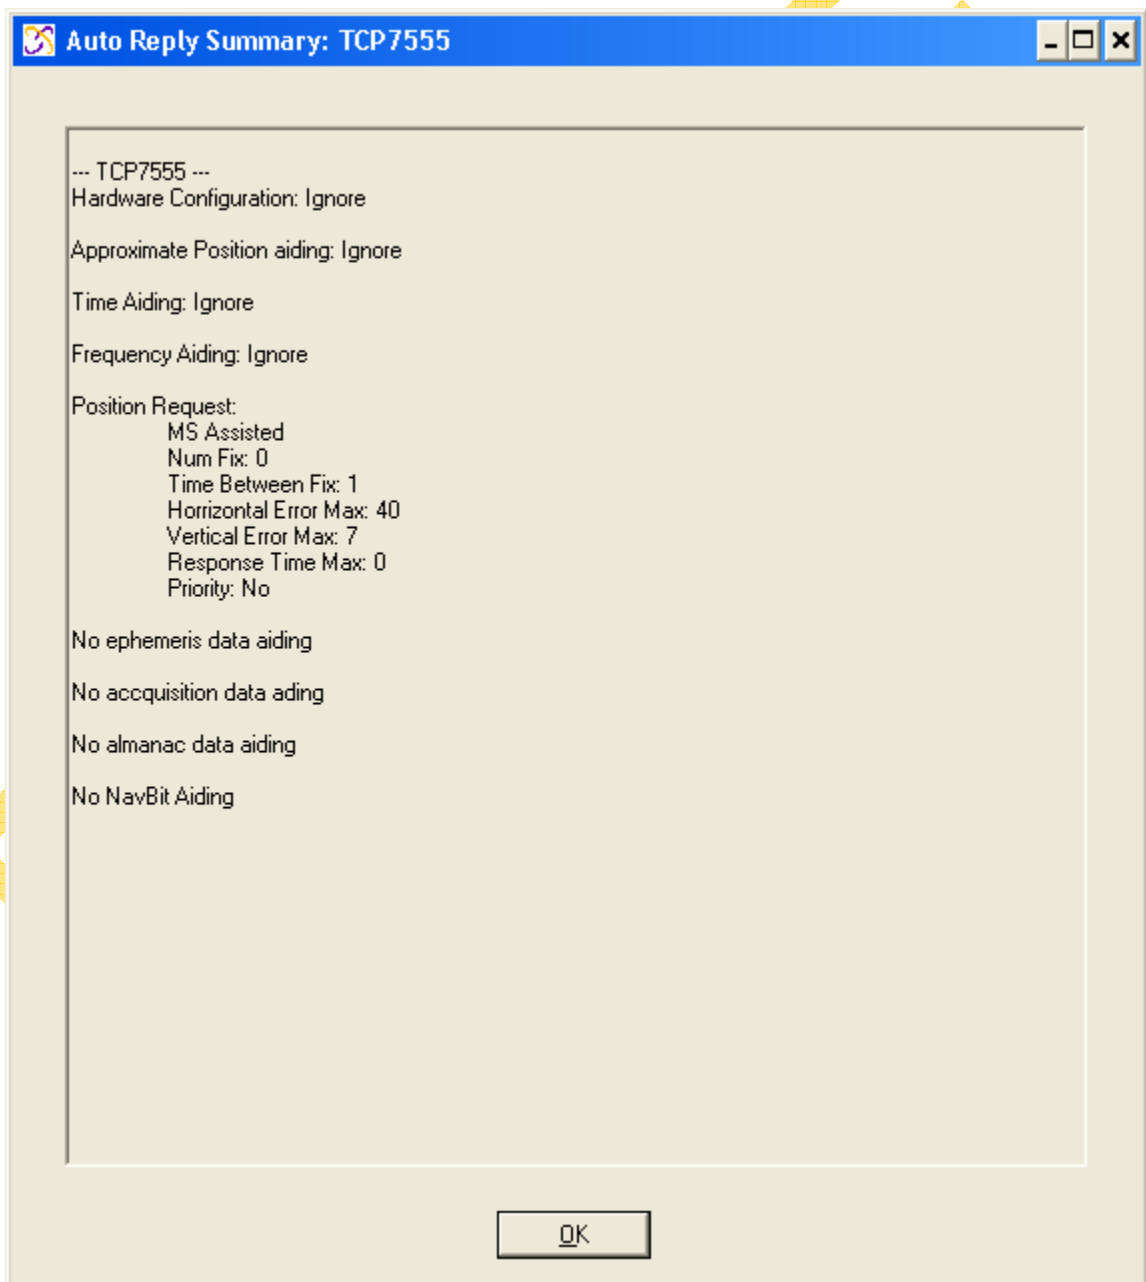 Auto Reply Summary: TCP7555
--- TCP7555 ---
Hardware Configuration: Ignore
Approximate Position aiding: Ignore
Time Aiding: Ignore
Frequency Aiding: Ignore
Position Request:
MS Assisted
Num Fix: 0
Time Between Fix: 1
Horrizontal Error Max: 40
Vertical Error Max: 7
Response Time Max: 0
Priority: No
No ephemeris data aiding
No accquisition data ading
No almanac data aiding
No NavBit Aiding
OK